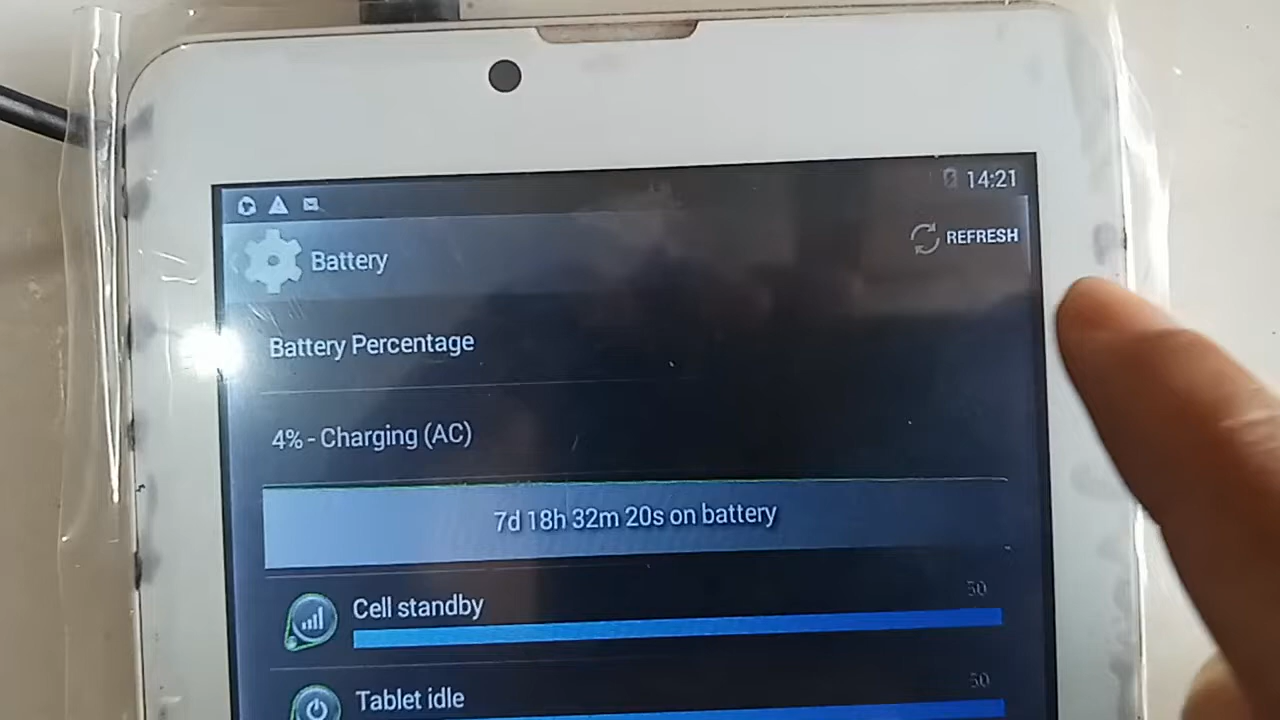 14:21
Battery
REFRESH
Battery Percentage
4% - Charging (AC)
7d 18h 32m 20s on battery
Cell standby
50
Tablet idle
50